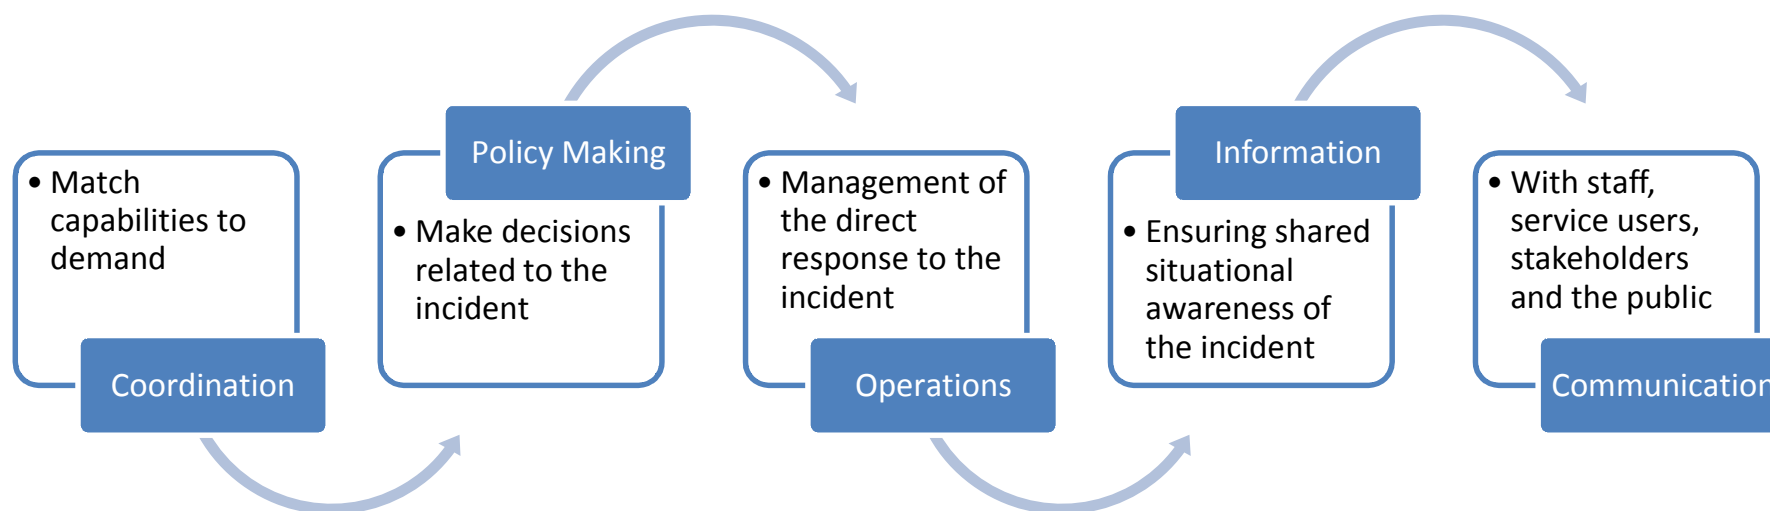 • Match
capabilities to
demand
Coordination
Policy Making
• Make decisions
related to the
incident
• Management of
the direct
response to the
incident
Operations
Information
• Ensuring shared
situational
awareness of
the incident
• With staff,
service users,
stakeholders
and the public
Communication